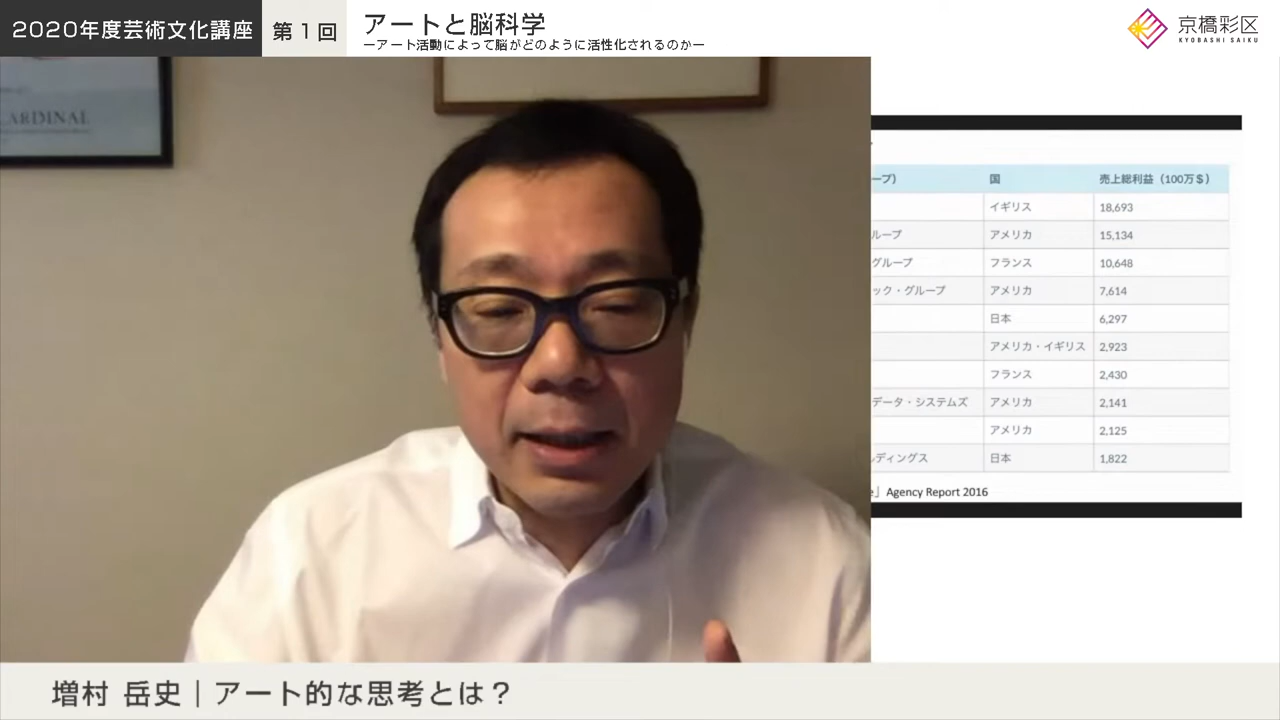 2020年度芸術文化講座
第1回
アートと脳科学
ーアート活動によって脳がどのように活性化されるのかー
京橋彩区
KYOBASHI SAIKU
CARDINAL
ープ) 国 売上総利益（100万＄）
イギリス 18,693
ループ アメリカ 15,134
グループ フランス 10,648
ック・グループ アメリカ 7,614
日本 6,297
アメリカ・イギリス 2,923
フランス 2,430
データ・システムズ アメリカ 2,141
アメリカ 2,125
ルディングス 日本 1,822
e」Agency Report 2016
増村 岳史｜アート的な思考とは？